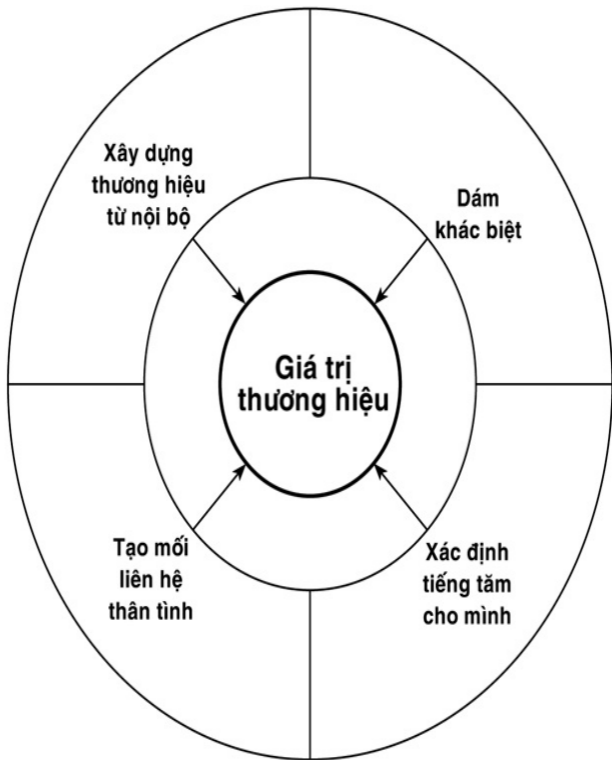 Xây dựng
thương hiệu
từ nội bộ
Dám
khác biệt
Giá trị
thương hiệu
Tạo mối
liên hệ
thân tình
Xác định
tiếng tăm
cho mình